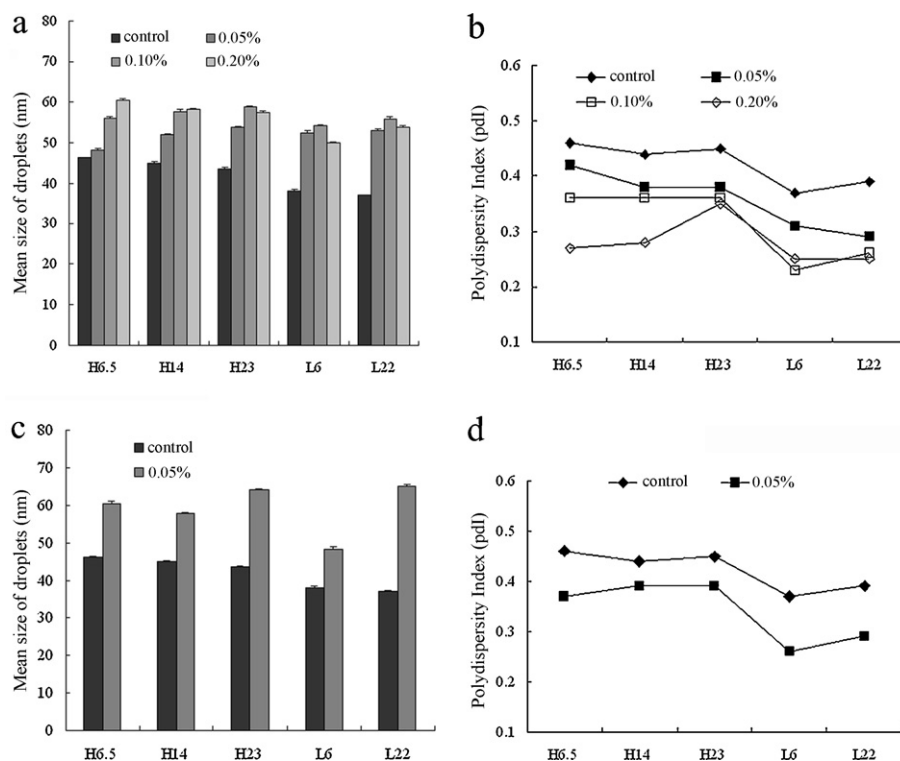 a
Mean size of droplets (nm)
80
70
60
50
40
30
20
10
0
control
0.05%
0.10%
0.20%
H6.5 H14 H23 L6 L22
b
Polydispersity Index (pdI)
0.6
0.5
0.4
0.3
0.2
0.1
control
0.05%
0.10%
0.20%
H6.5 H14 H23 L6 L22
c
Mean size of droplets (nm)
80
70
60
50
40
30
20
10
0
control
0.05%
H6.5 H14 H23 L6 L22
d
Polydispersity Index (pdI)
0.6
0.5
0.4
0.3
0.2
0.1
control
0.05%
H6.5 H14 H23 L6 L22